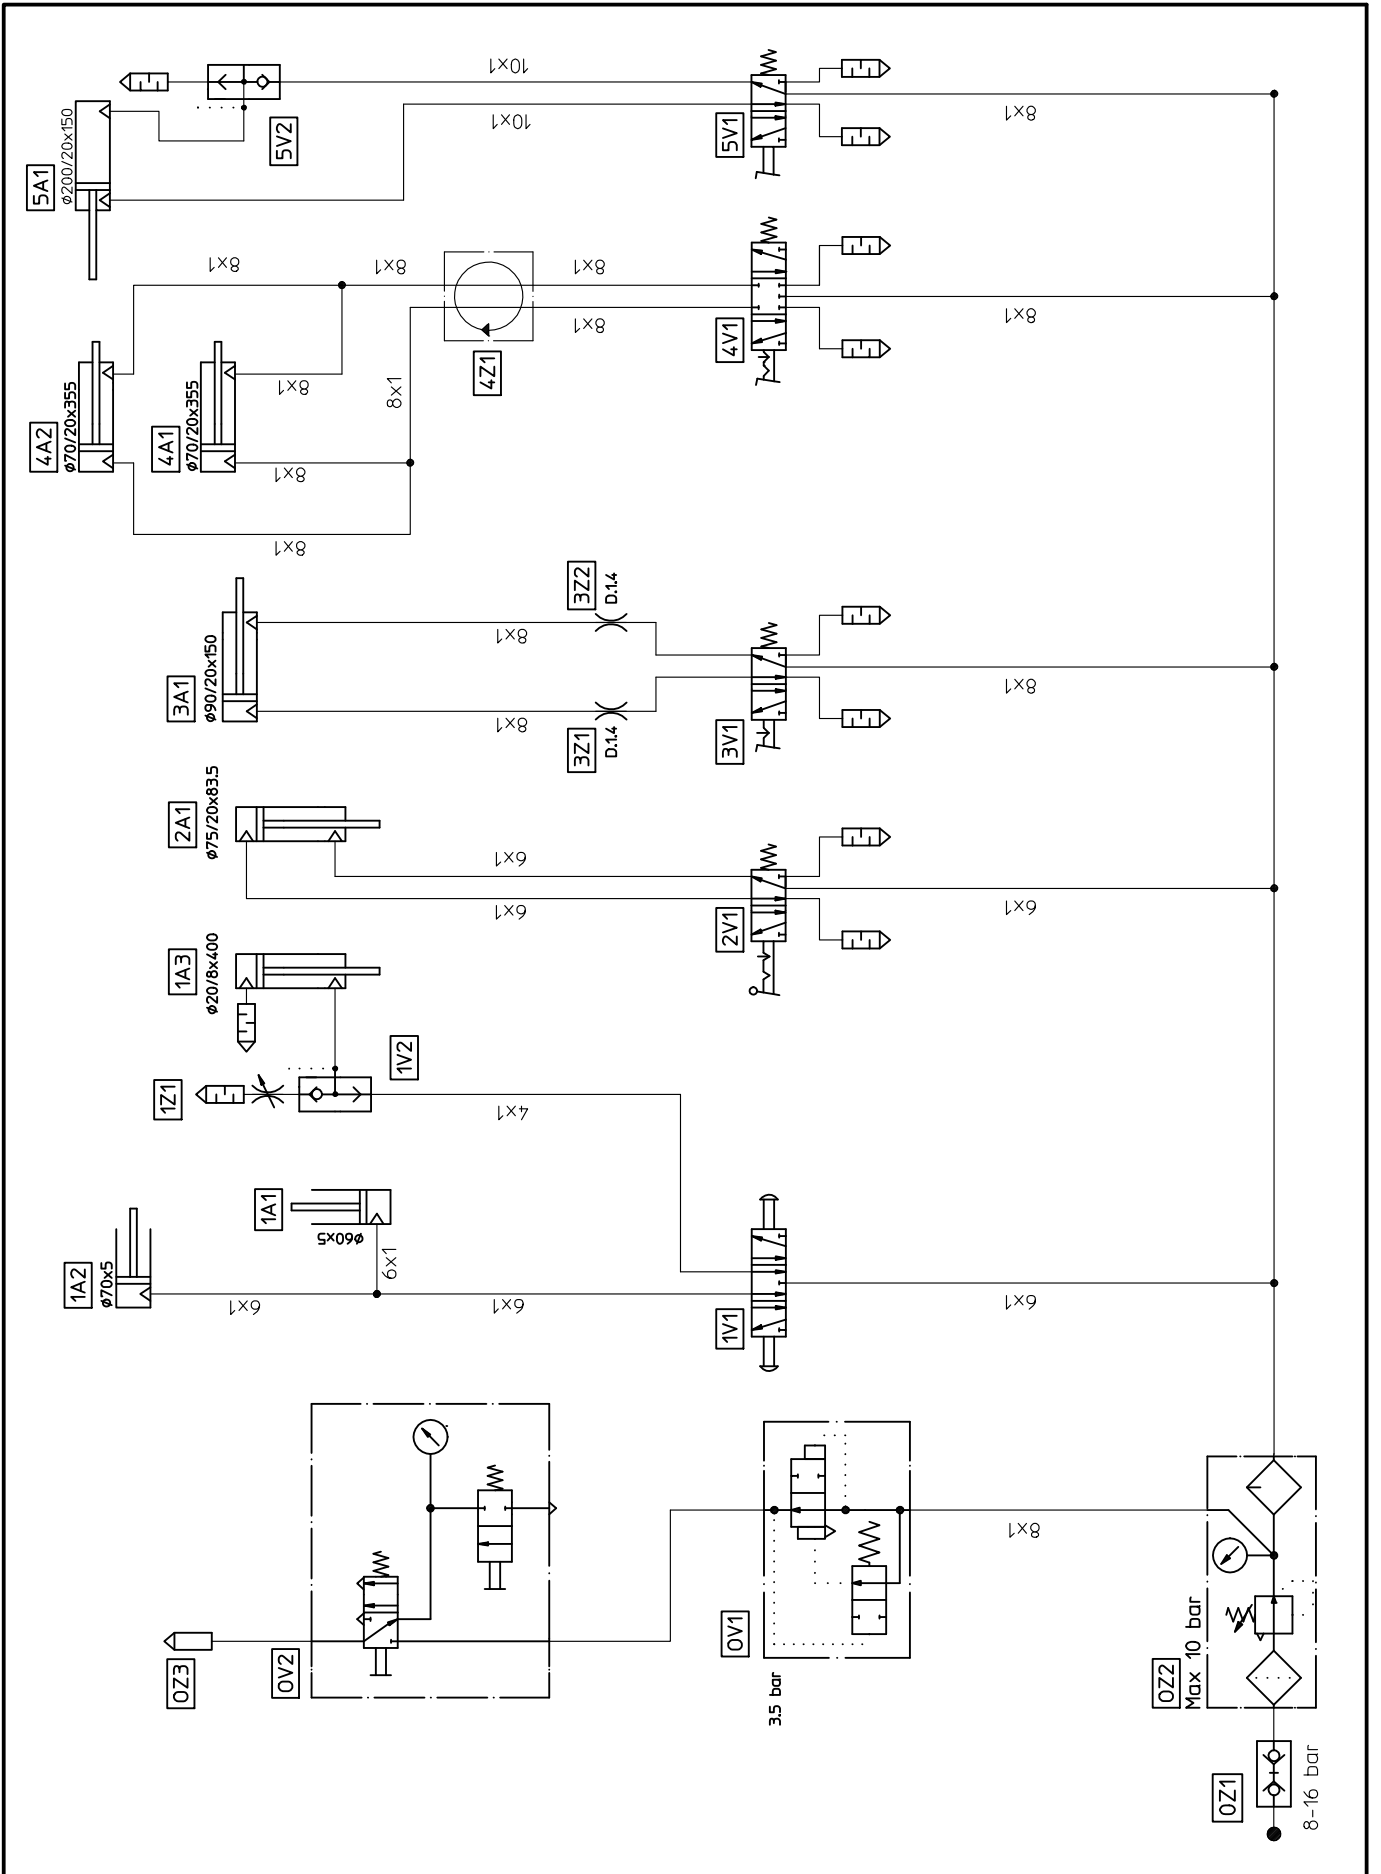 10x1
10x1
5V2
5V1
8x1
5A1
ø200/20x150
8x1
8x1
8x1
8x1
8x1
4Z1
4V1
4A2
ø70/20x355
4A1
ø70/20x355
8x1
8x1
8x1
8x1
3A1
ø90/20x150
8x1
8x1
3Z2
D.1.4
3Z1
D.1.4
3V1
8x1
2A1
ø75/20x83.5
6x1
6x1
2V1
6x1
1A3
ø20/8x400
1V2
1Z1
4x1
1A1
ø60x5
6x1
1A2
ø70x5
6x1
6x1
1V1
6x1
0Z3
0V2
0V1
3.5 bar
8x1
0Z2
Max 10 bar
0Z1
8-16 bar